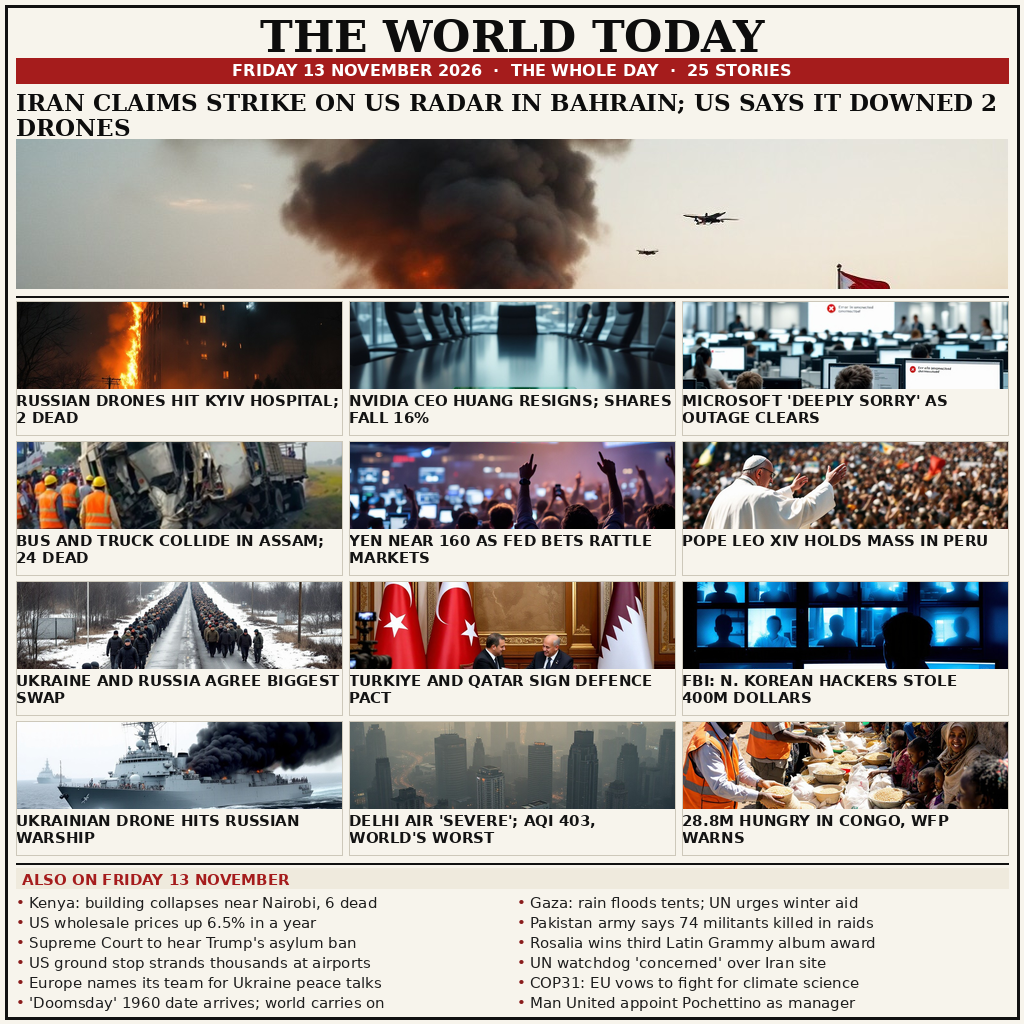 THE WORLD TODAY
FRIDAY 13 NOVEMBER 2026 · THE WHOLE DAY · 25 STORIES
IRAN CLAIMS STRIKE ON US RADAR IN BAHRAIN; US SAYS IT DOWNED 2
DRONES
RUSSIAN DRONES HIT KYIV HOSPITAL;
2 DEAD
NVIDIA CEO HUANG RESIGNS; SHARES
FALL 16%
MICROSOFT 'DEEPLY SORRY' AS
OUTAGE CLEARS
BUS AND TRUCK COLLIDE IN ASSAM;
24 DEAD
YEN NEAR 160 AS FED BETS RATTLE
MARKETS
POPE LEO XIV HOLDS MASS IN PERU
UKRAINE AND RUSSIA AGREE BIGGEST
SWAP
TURKIYE AND QATAR SIGN DEFENCE
PACT
FBI: N. KOREAN HACKERS STOLE
400M DOLLARS
UKRAINIAN DRONE HITS RUSSIAN
WARSHIP
DELHI AIR 'SEVERE'; AQI 403,
WORLD'S WORST
28.8M HUNGRY IN CONGO, WFP
WARNS
ALSO ON FRIDAY 13 NOVEMBER
• Kenya: building collapses near Nairobi, 6 dead
• US wholesale prices up 6.5% in a year
• Supreme Court to hear Trump's asylum ban
• US ground stop strands thousands at airports
• Europe names its team for Ukraine peace talks
• 'Doomsday' 1960 date arrives; world carries on
• Gaza: rain floods tents; UN urges winter aid
• Pakistan army says 74 militants killed in raids
• Rosalia wins third Latin Grammy album award
• UN watchdog 'concerned' over Iran site
• COP31: EU vows to fight for climate science
• Man United appoint Pochettino as manager